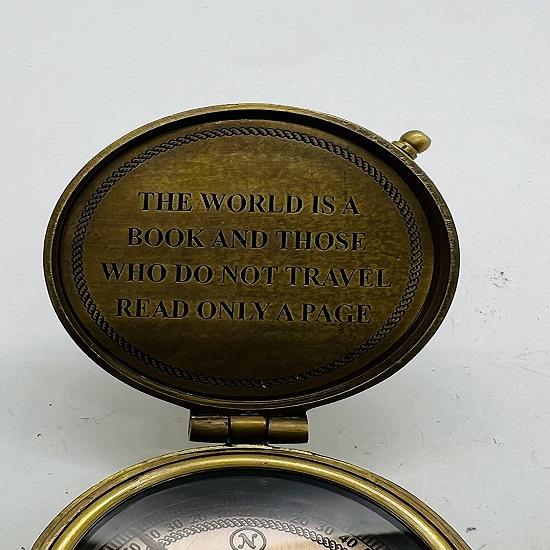 THE WORLD IS A
BOOK AND THOSE
WHO DO NOT TRAVEL
READ ONLY A PAGE
N